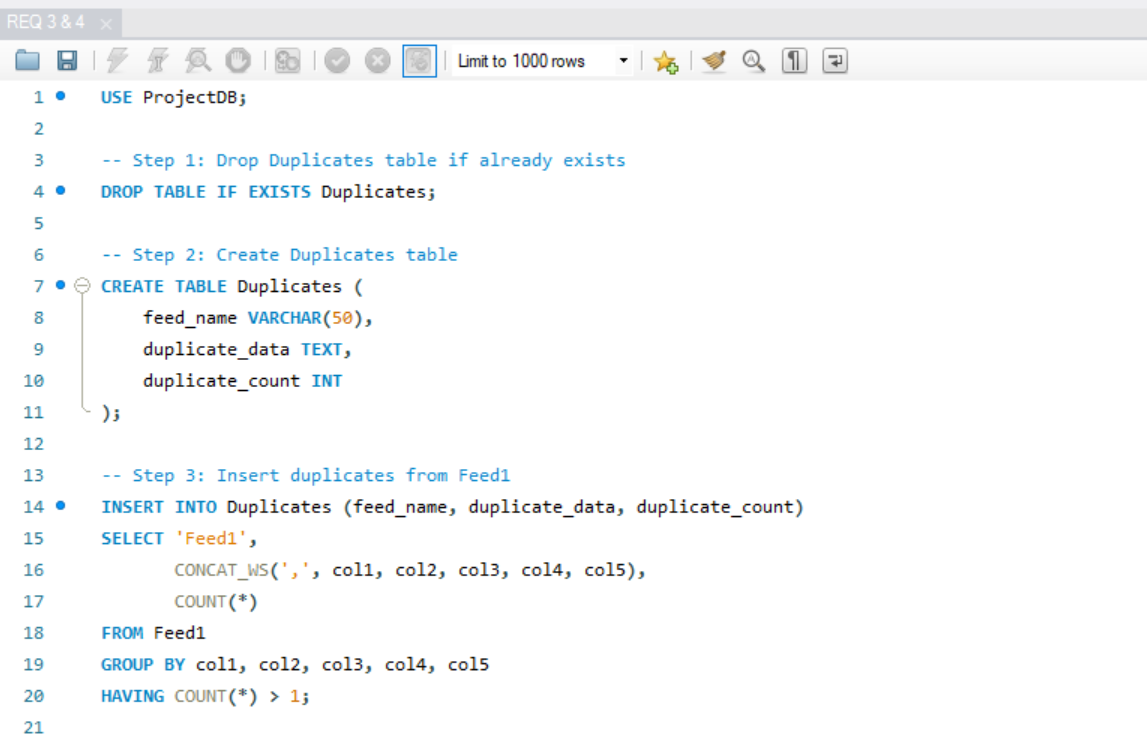 REQ 3 & 4 ×
Limit to 1000 rows
1 USE ProjectDB;
2
3 -- Step 1: Drop Duplicates table if already exists
4 DROP TABLE IF EXISTS Duplicates;
5
6 -- Step 2: Create Duplicates table
7 CREATE TABLE Duplicates (
8 feed_name VARCHAR(50),
9 duplicate_data TEXT,
10 duplicate_count INT
11 );
12
13 -- Step 3: Insert duplicates from Feed1
14 INSERT INTO Duplicates (feed_name, duplicate_data, duplicate_count)
15 SELECT 'Feed1',
16 CONCAT_WS(',', col1, col2, col3, col4, col5),
17 COUNT(*)
18 FROM Feed1
19 GROUP BY col1, col2, col3, col4, col5
20 HAVING COUNT(*) > 1;
21